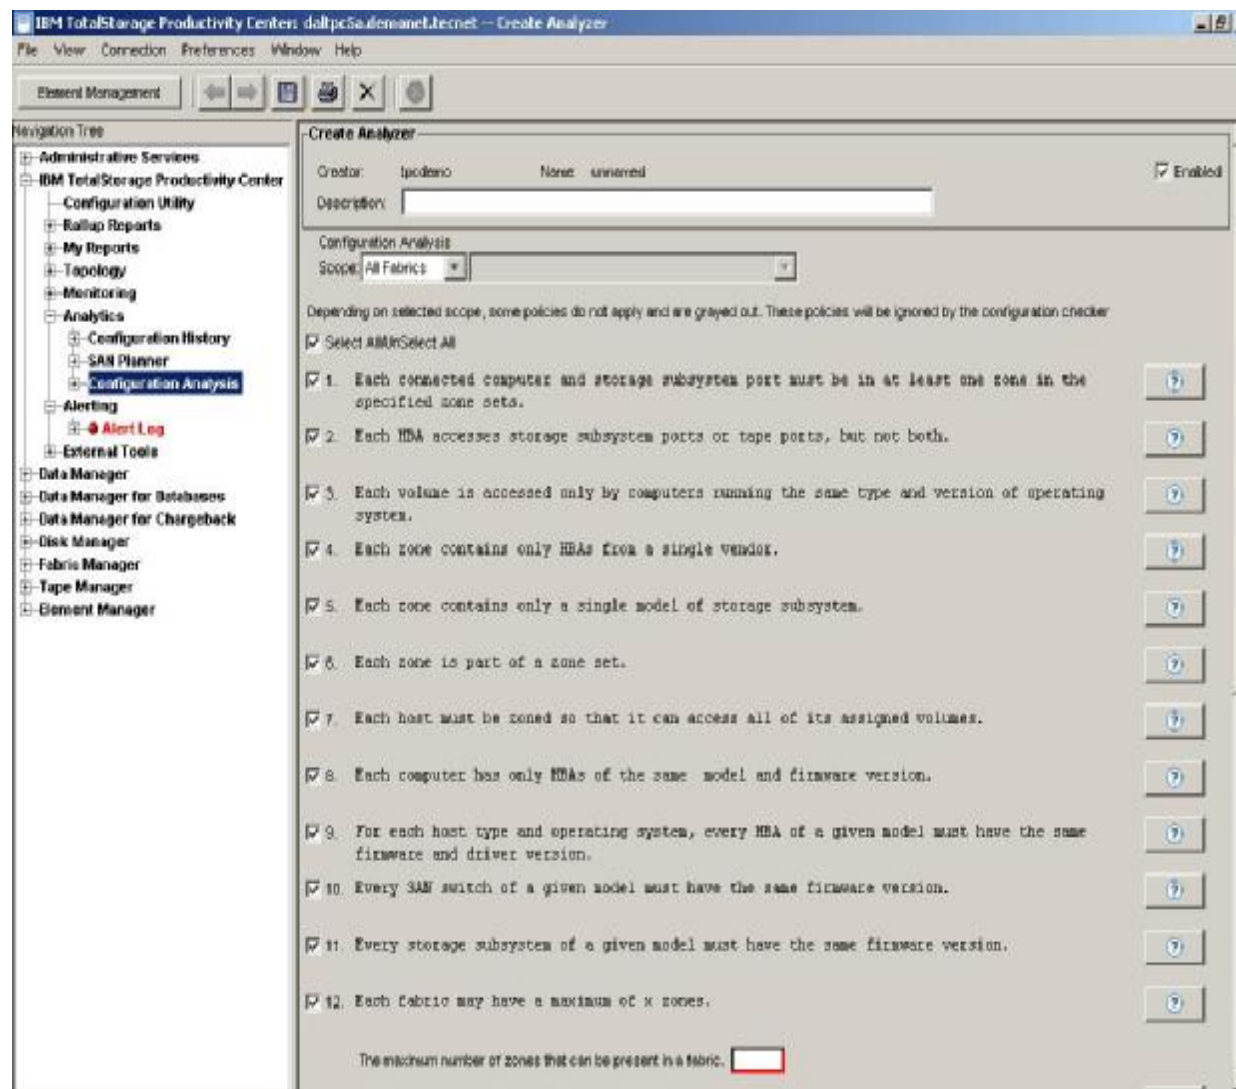 IBM TotalStorage Productivity Center: daltpc5a.demonet.tecnet -- Create Analyzer
File View Connection Preferences Window Help
Element Management
Navigation Tree
Administrative Services
IBM TotalStorage Productivity Center
Configuration Utility
Rollup Reports
My Reports
Topology
Monitoring
Analytics
Configuration History
SAN Planner
Configuration Analysis
Alerting
Alert Log
External Tools
Data Manager
Data Manager for Databases
Data Manager for Chargeback
Disk Manager
Fabric Manager
Tape Manager
Element Manager
Create Analyzer
Creator: tpcdemo Name: unnamed Enabled
Description:
Configuration Analysis
Scope: All Fabrics
Depending on selected scope, some policies do not apply and are grayed out. These policies will be ignored by the configuration checker
Select All/UnSelect All
1. Each connected computer and storage subsystem port must be in at least one zone in the
specified zone sets.
2. Each HBA accesses storage subsystem ports or tape ports, but not both.
3. Each volume is accessed only by computers running the same type and version of operating
system.
4. Each zone contains only HBAs from a single vendor.
5. Each zone contains only a single model of storage subsystem.
6. Each zone is part of a zone set.
7. Each host must be zoned so that it can access all of its assigned volumes.
8. Each computer has only HBAs of the same model and firmware version.
9. For each host type and operating system, every HBA of a given model must have the same
firmware and driver version.
10. Every SAN switch of a given model must have the same firmware version.
11. Every storage subsystem of a given model must have the same firmware version.
12. Each fabric may have a maximum of x zones.
The maximum number of zones that can be present in a fabric.